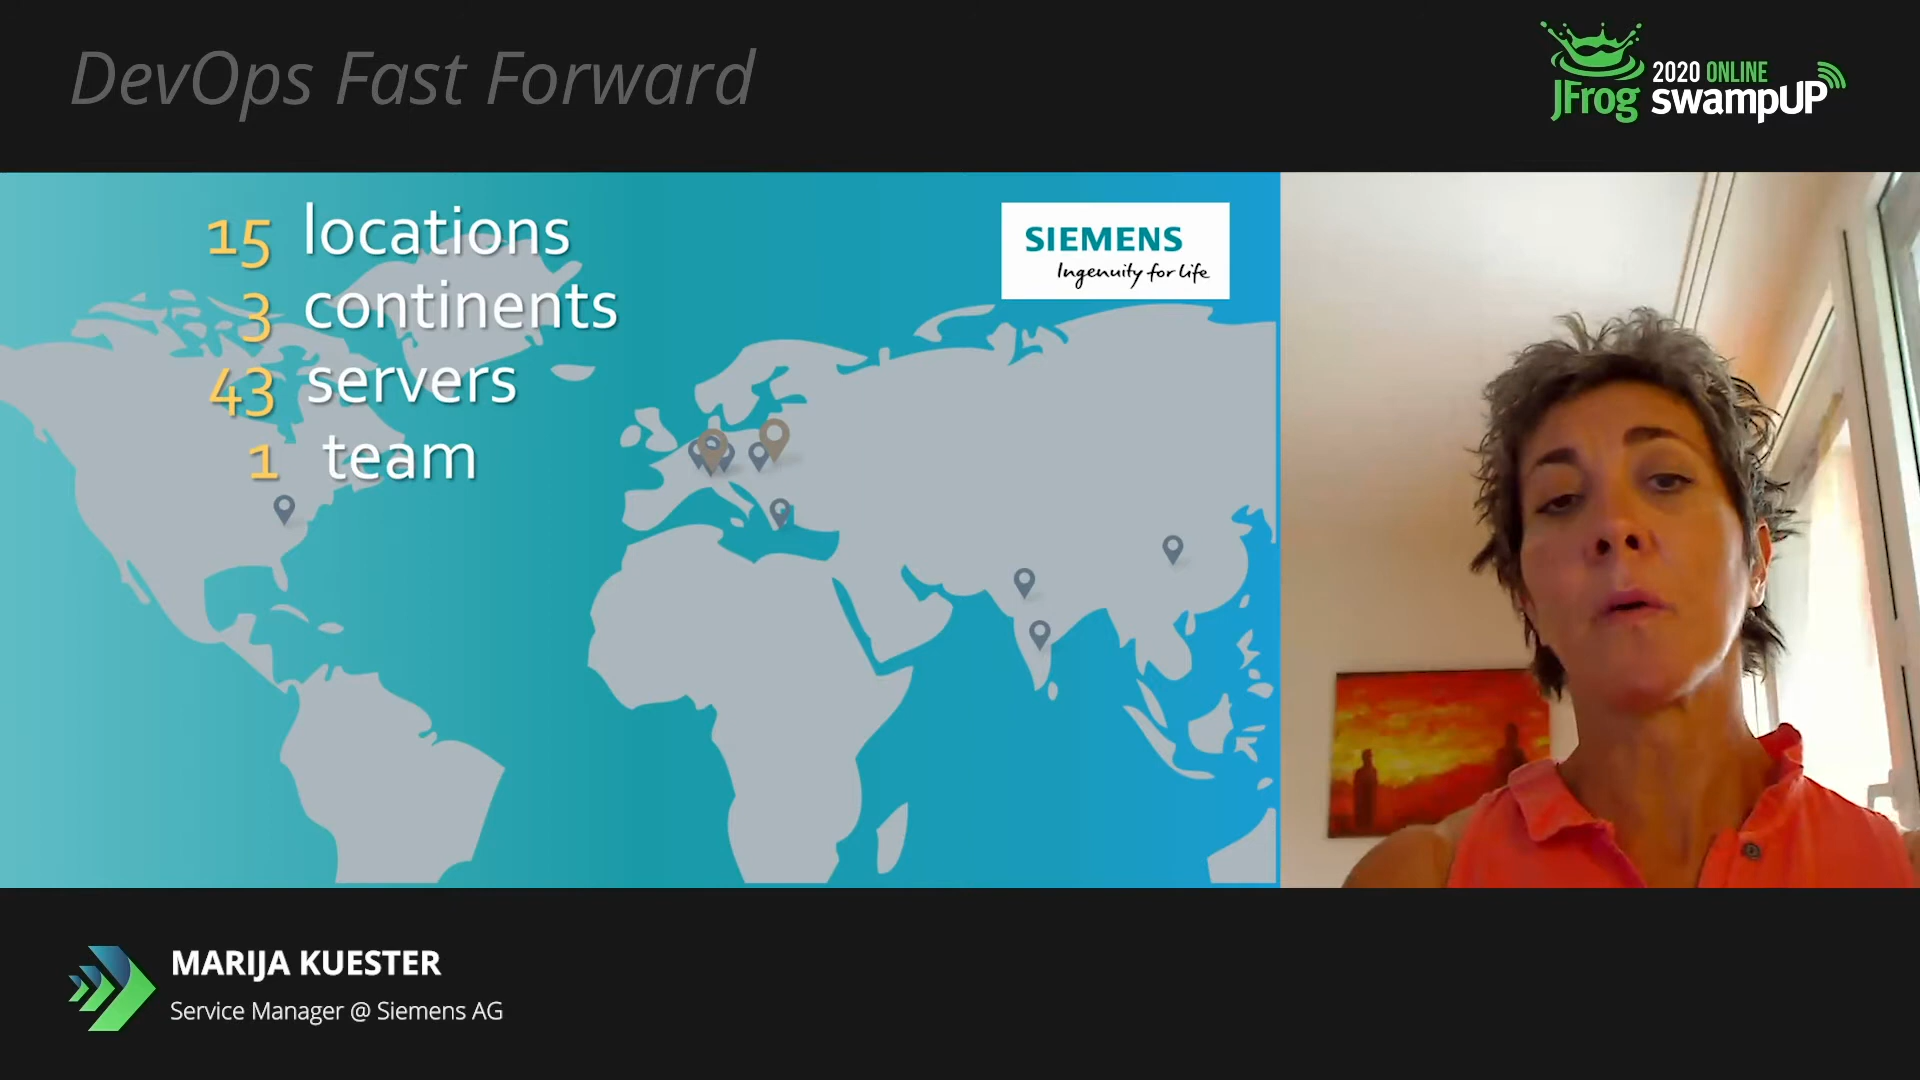 DevOps Fast Forward
JFrog
2020 ONLINE
swampUP
15 locations
3 continents
43 servers
1 team
SIEMENS
Ingenuity for life
MARIJA KUESTER
Service Manager @ Siemens AG